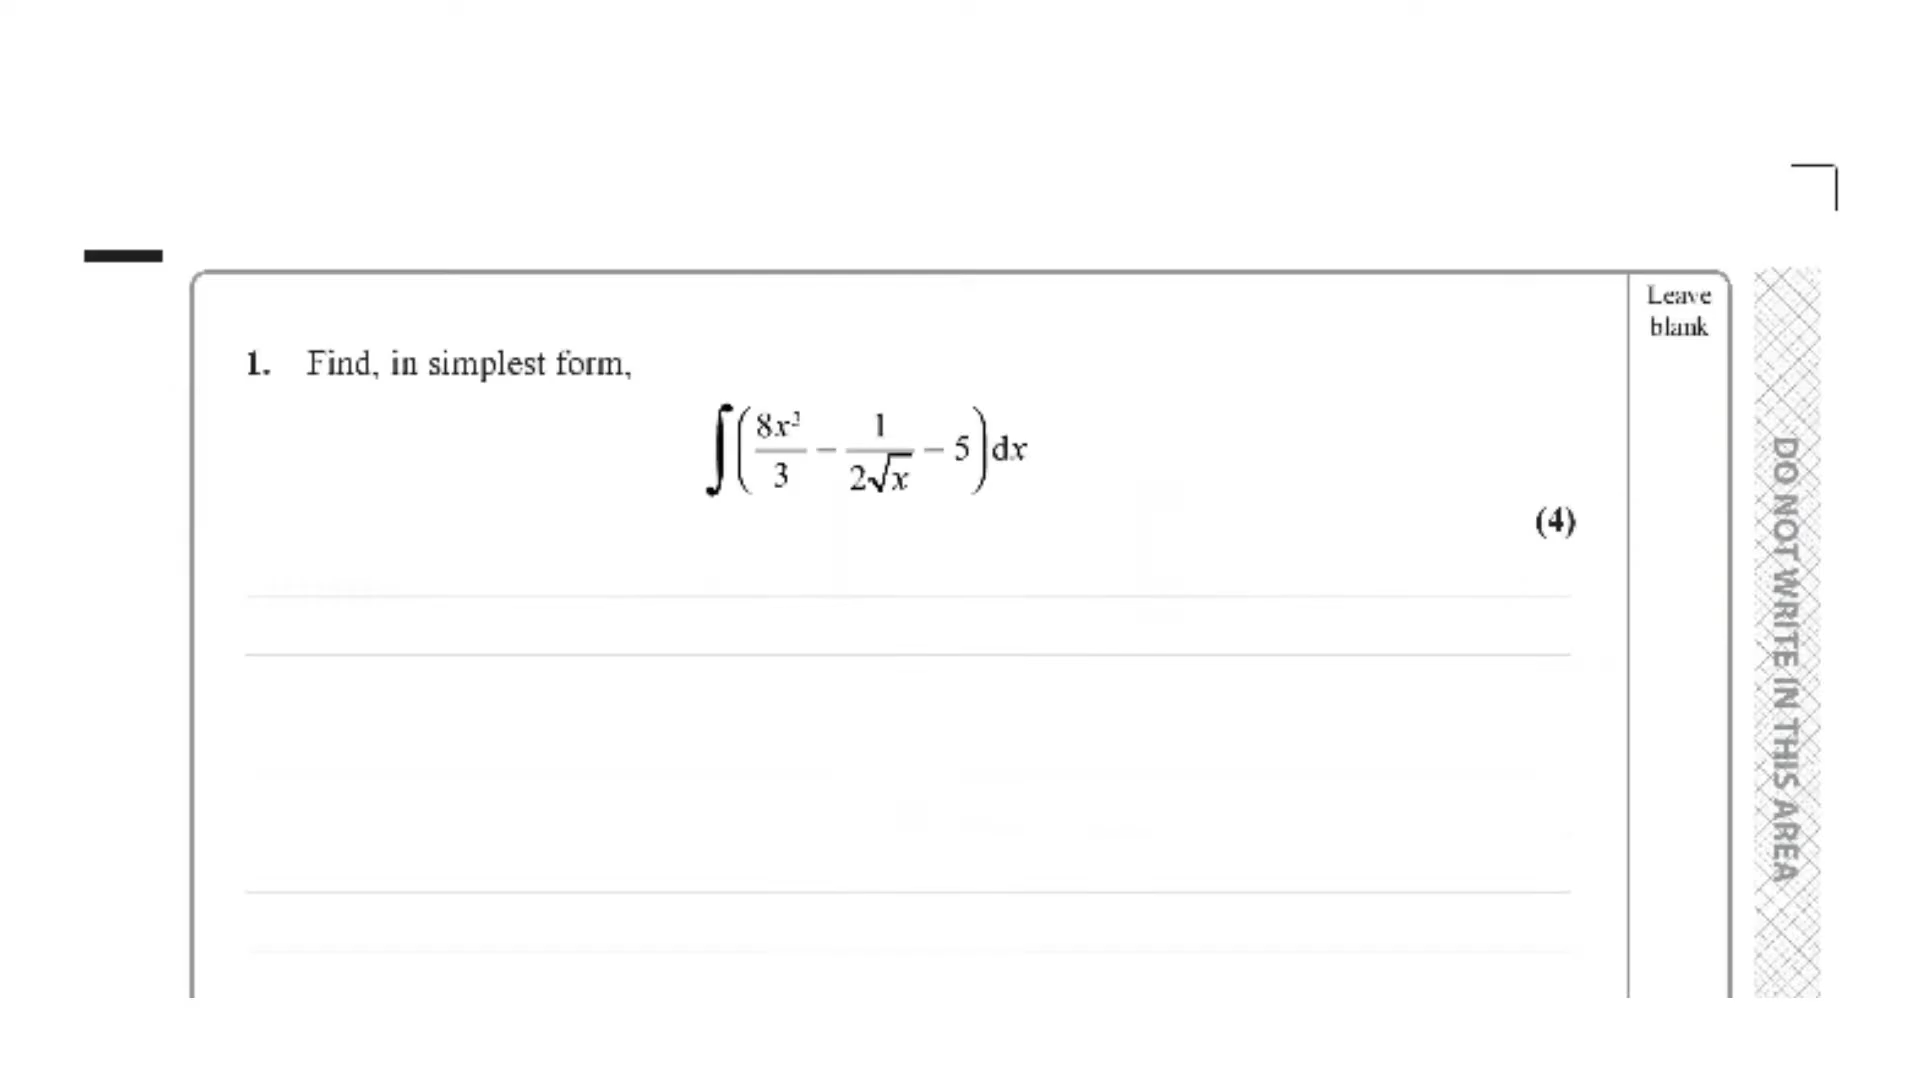 Leave
blank
1. Find, in simplest form,
∫(8x³/3 − 1/(2√x) − 5)dx
(4)
DO NOT WRITE IN THIS AREA